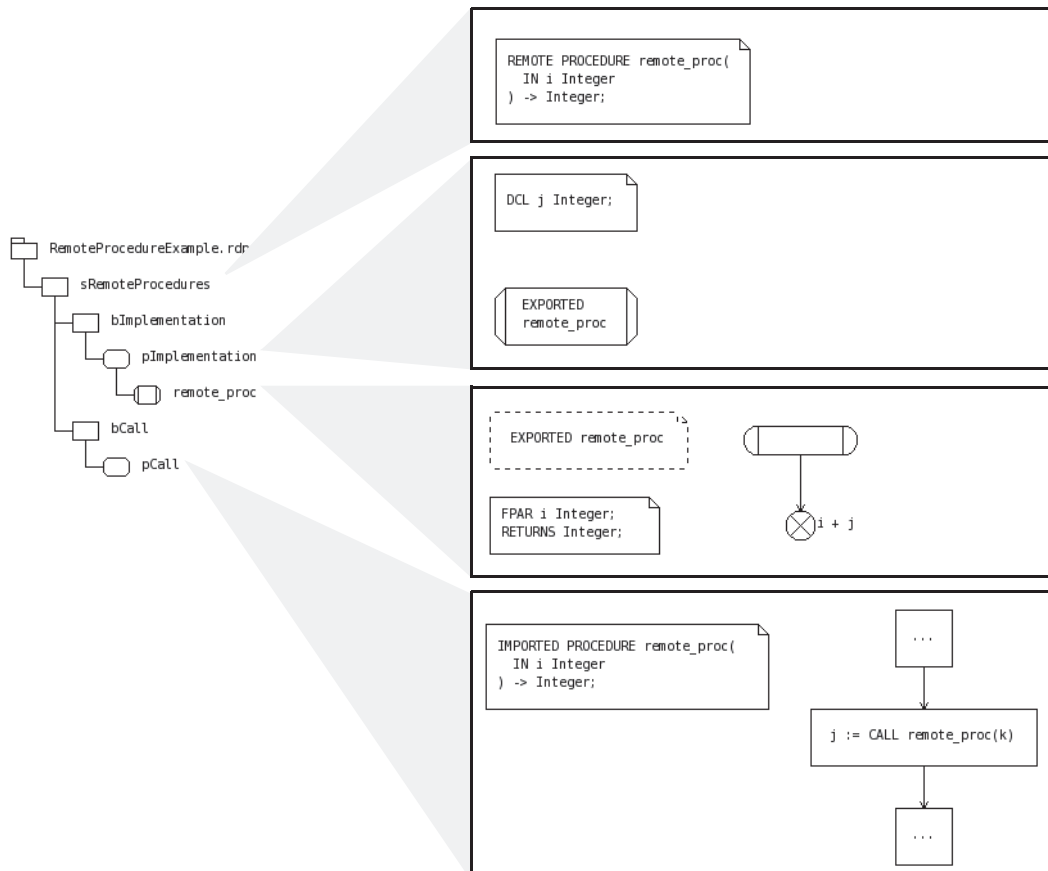 RemoteProcedureExample.rdp
sRemoteProcedures
bImplementation
pImplementation
remote_proc
bCall
pCall
REMOTE PROCEDURE remote_proc(
IN i Integer
) -> Integer;
DCL j Integer;
EXPORTED
remote_proc
EXPORTED remote_proc
FPAR i Integer;
RETURNS Integer;
i + j
IMPORTED PROCEDURE remote_proc(
IN i Integer
) -> Integer;
...
j := CALL remote_proc(k)
...